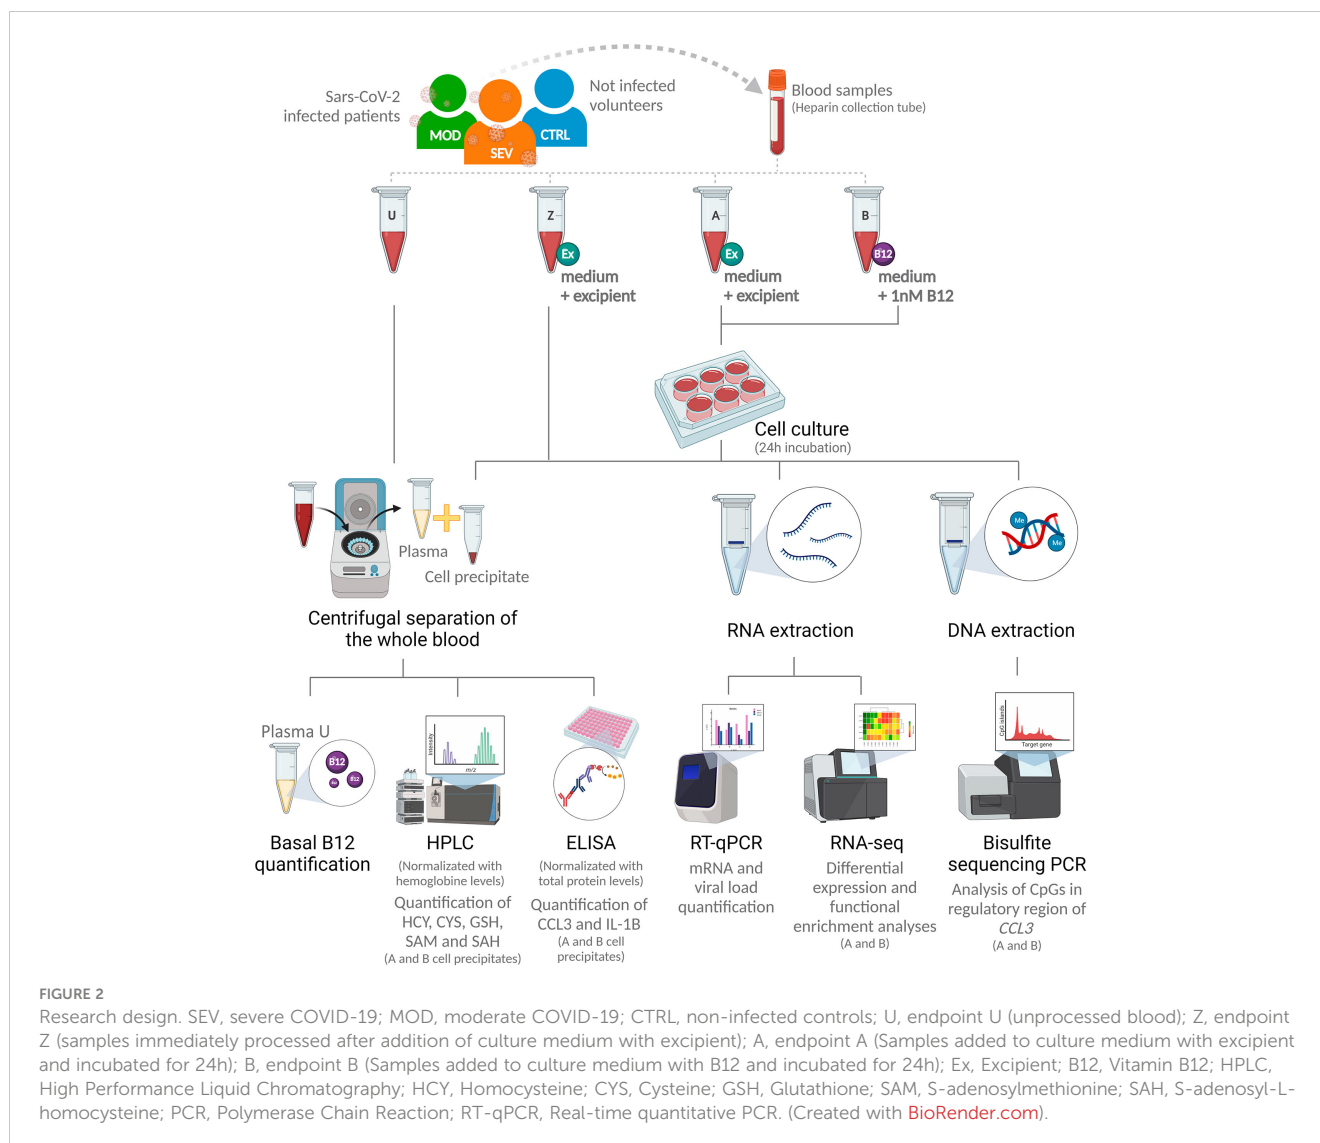 Sars-CoV-2
infected patients
Not infected
volunteers
MOD
SEV
CTRL
Blood samples
(Heparin collection tube)
U
Z
A
B
Ex
Ex
B12
medium
+ excipient
medium
+ excipient
medium
+ 1nM B12
Cell culture
(24h incubation)
Plasma
Cell precipitate
Me
Me
Centrifugal separation of
the whole blood
RNA extraction
DNA extraction
Plasma U
B12
B12
Intensity
m/z
CpG islands
Target gene
Basal B12
quantification
HPLC
(Normalizated with
hemoglobine levels)
Quantification of
HCY, CYS, GSH,
SAM and SAH
(A and B cell precipitates)
ELISA
(Normalizated with
total protein levels)
Quantification of
CCL3 and IL-1B
(A and B cell
precipitates)
RT-qPCR
mRNA and
viral load
quantification
RNA-seq
Differential
expression and
functional
enrichment analyses
(A and B)
Bisulfite
sequencing PCR
Analysis of CpGs in
regulatory region of
CCL3
(A and B)
FIGURE 2
Research design. SEV, severe COVID-19; MOD, moderate COVID-19; CTRL, non-infected controls; U, endpoint U (unprocessed blood); Z, endpoint
Z (samples immediately processed after addition of culture medium with excipient); A, endpoint A (Samples added to culture medium with excipient
and incubated for 24h); B, endpoint B (Samples added to culture medium with B12 and incubated for 24h); Ex, Excipient; B12, Vitamin B12; HPLC,
High Performance Liquid Chromatography; HCY, Homocysteine; CYS, Cysteine; GSH, Glutathione; SAM, S-adenosylmethionine; SAH, S-adenosyl-L-
homocysteine; PCR, Polymerase Chain Reaction; RT-qPCR, Real-time quantitative PCR. (Created with BioRender.com).